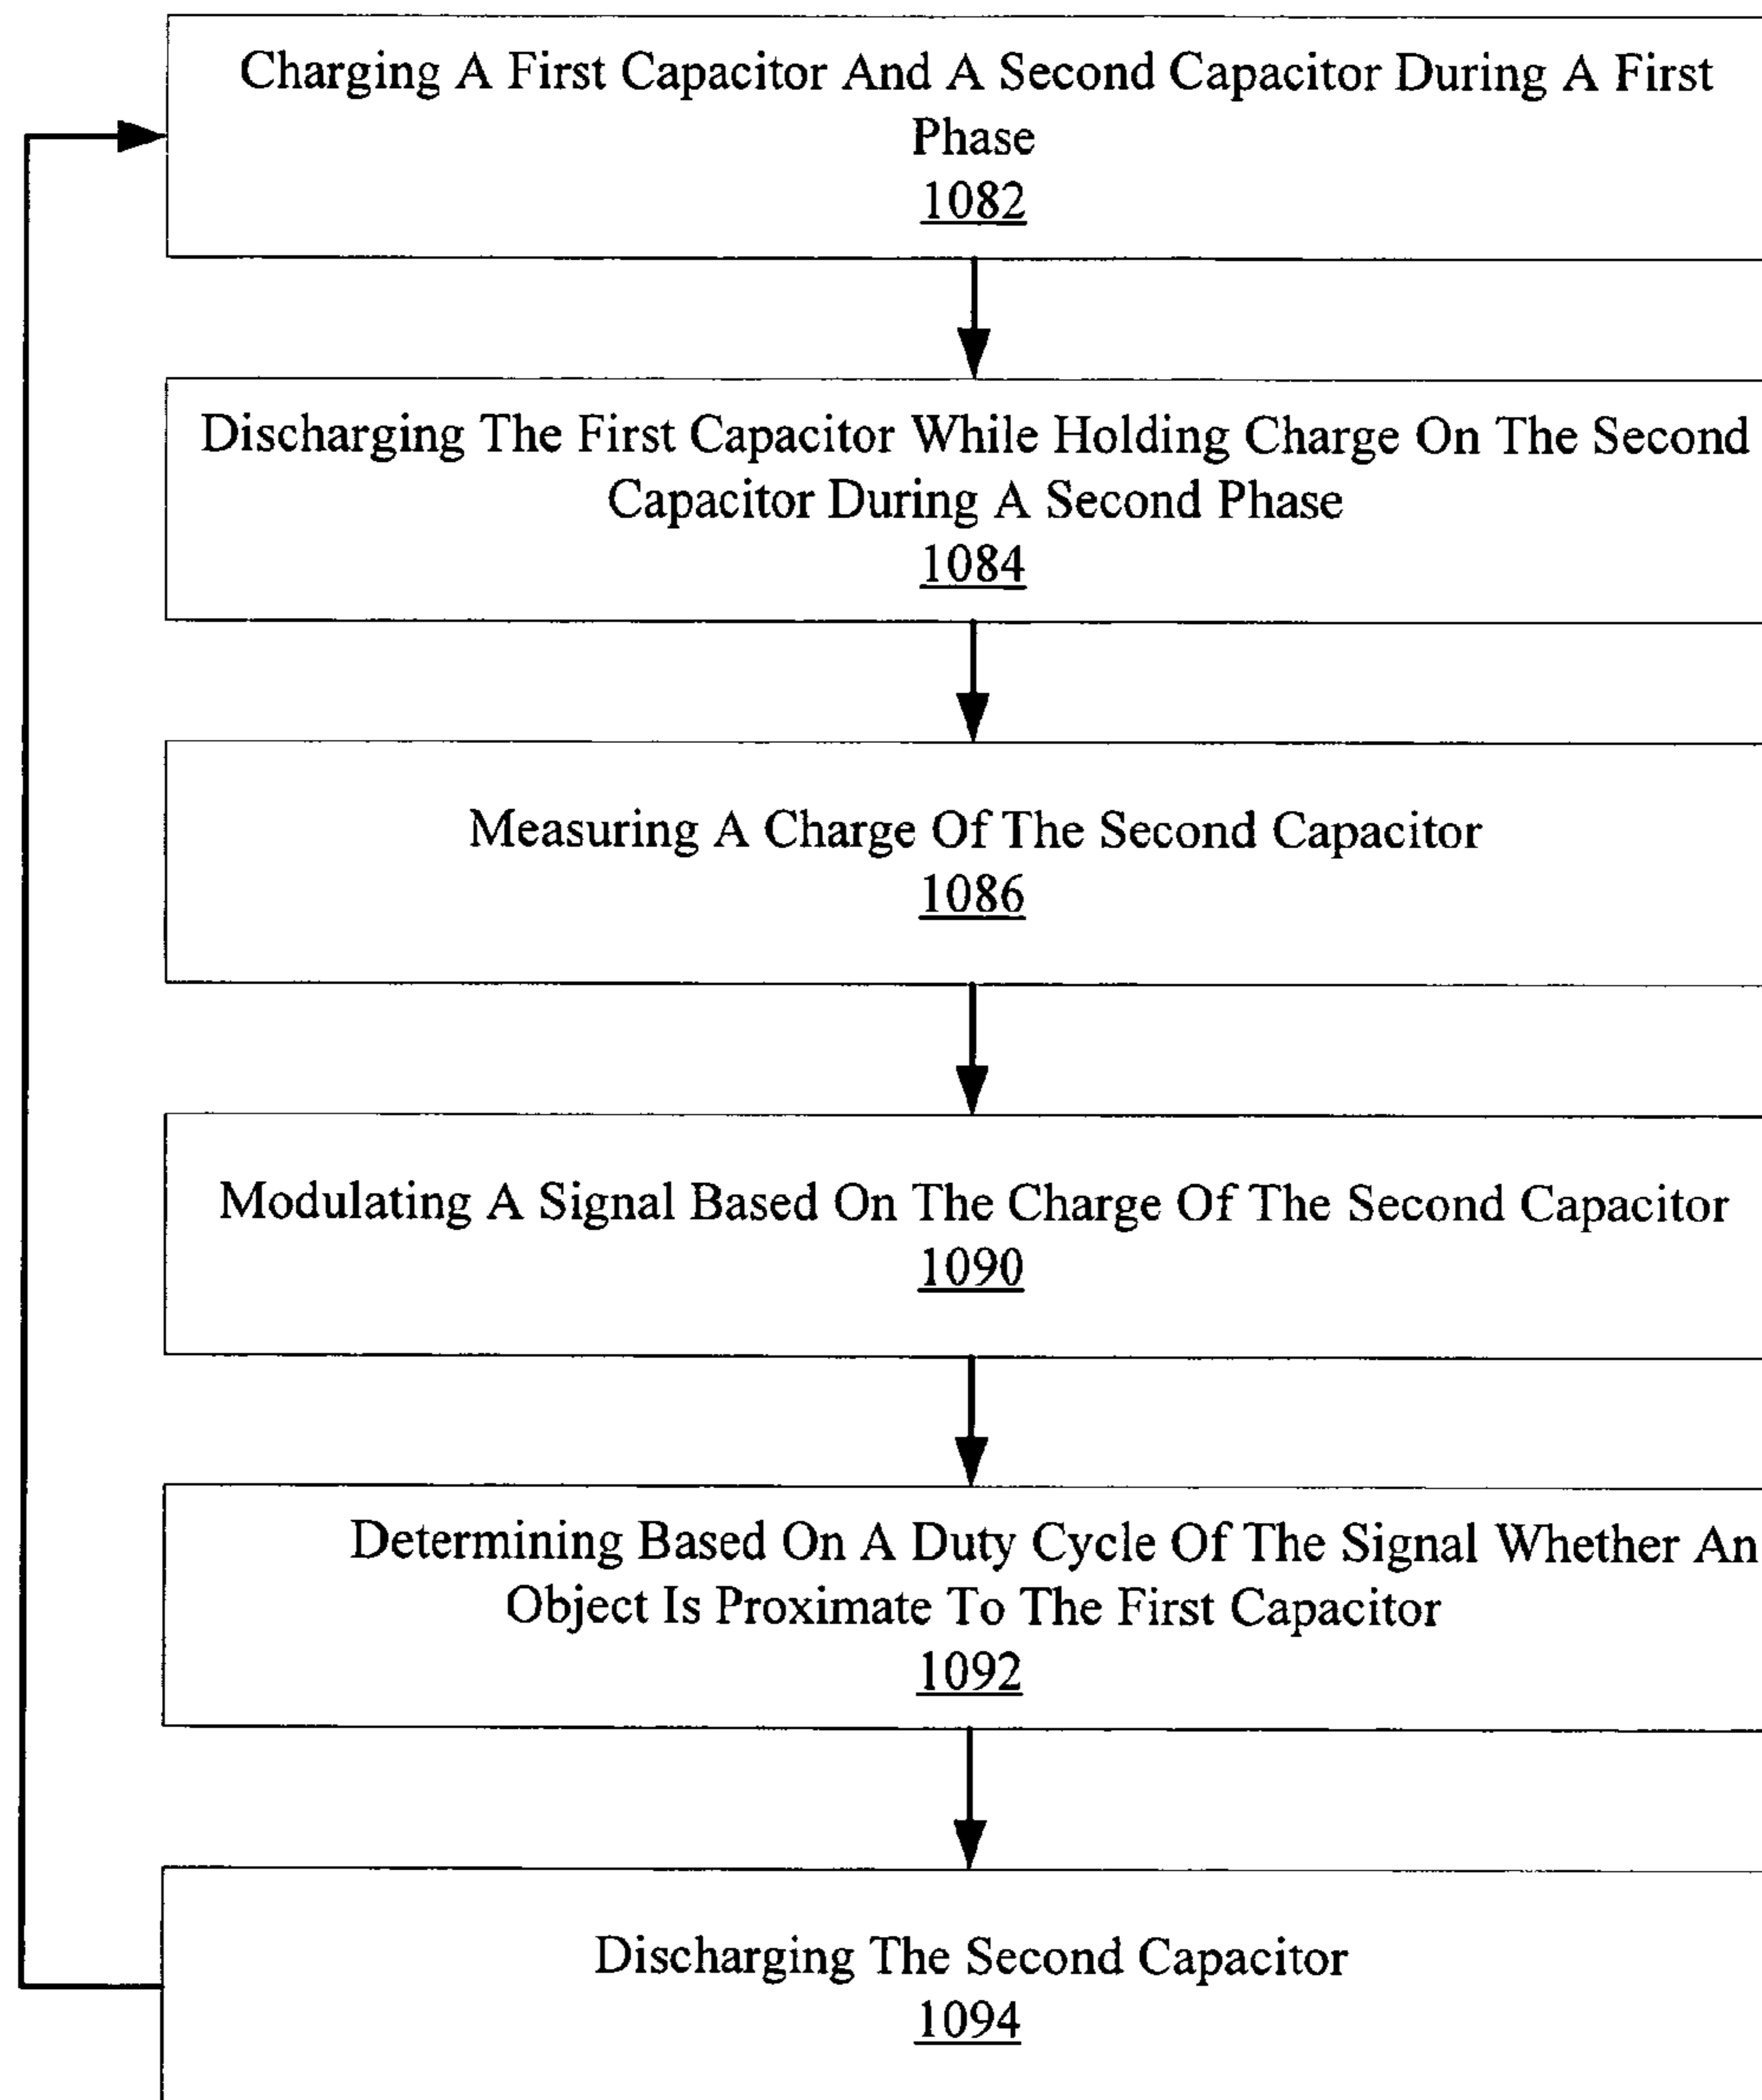 Charging A First Capacitor And A Second Capacitor During A First
Phase
1082
Discharging The First Capacitor While Holding Charge On The Second
Capacitor During A Second Phase
1084
Measuring A Charge Of The Second Capacitor
1086
Modulating A Signal Based On The Charge Of The Second Capacitor
1090
Determining Based On A Duty Cycle Of The Signal Whether An
Object Is Proximate To The First Capacitor
1092
Discharging The Second Capacitor
1094